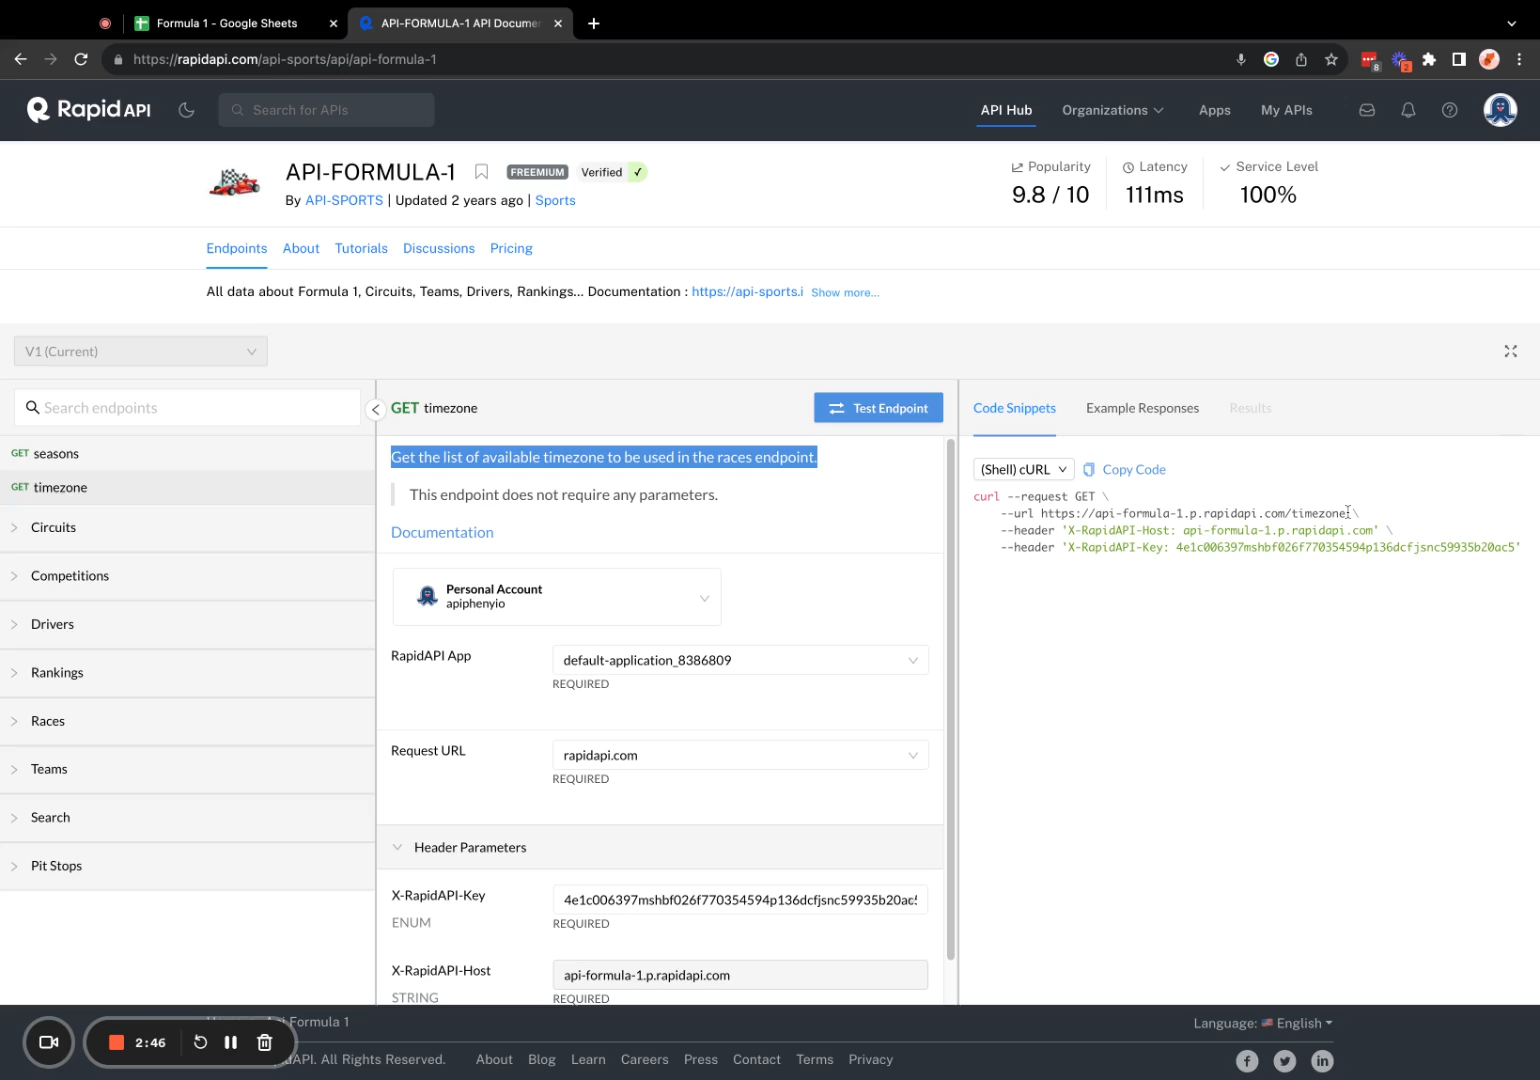 Formula 1 - Google Sheets
API-FORMULA-1 API Docume
https://rapidapi.com/api-sports/api/api-formula-1
8
2
Rapid API
Search for APIs
API Hub
Organizations
Apps
My APIs
API-FORMULA-1
FREEMIUM
Verified ✓
By API-SPORTS | Updated 2 years ago | Sports
Popularity
9.8 / 10
Latency
111ms
Service Level
100%
Endpoints
About
Tutorials
Discussions
Pricing
All data about Formula 1, Circuits, Teams, Drivers, Rankings... Documentation : https://api-sports.i Show more...
V1 (Current)
Search endpoints
GET seasons
GET timezone
Circuits
Competitions
Drivers
Rankings
Races
Teams
Search
Pit Stops
GET timezone
Test Endpoint
Get the list of available timezone to be used in the races endpoint.
This endpoint does not require any parameters.
Documentation
Personal Account
apiphenyio
RapidAPI App
default-application_8386809
REQUIRED
Request URL
rapidapi.com
REQUIRED
Header Parameters
X-RapidAPI-Key
ENUM
4e1c006397mshbf026f770354594p136dcfjsnc59935b20ac5
REQUIRED
X-RapidAPI-Host
STRING
api-formula-1.p.rapidapi.com
REQUIRED
Code Snippets
Example Responses
Results
(Shell) cURL
Copy Code
curl --request GET \
--url https://api-formula-1.p.rapidapi.com/timezone \
--header 'X-RapidAPI-Host: api-formula-1.p.rapidapi.com' \
--header 'X-RapidAPI-Key: 4e1c006397mshbf026f770354594p136dcfjsnc59935b20ac5'
Formula 1
Language: English
2:46
API. All Rights Reserved.
About
Blog
Learn
Careers
Press
Contact
Terms
Privacy